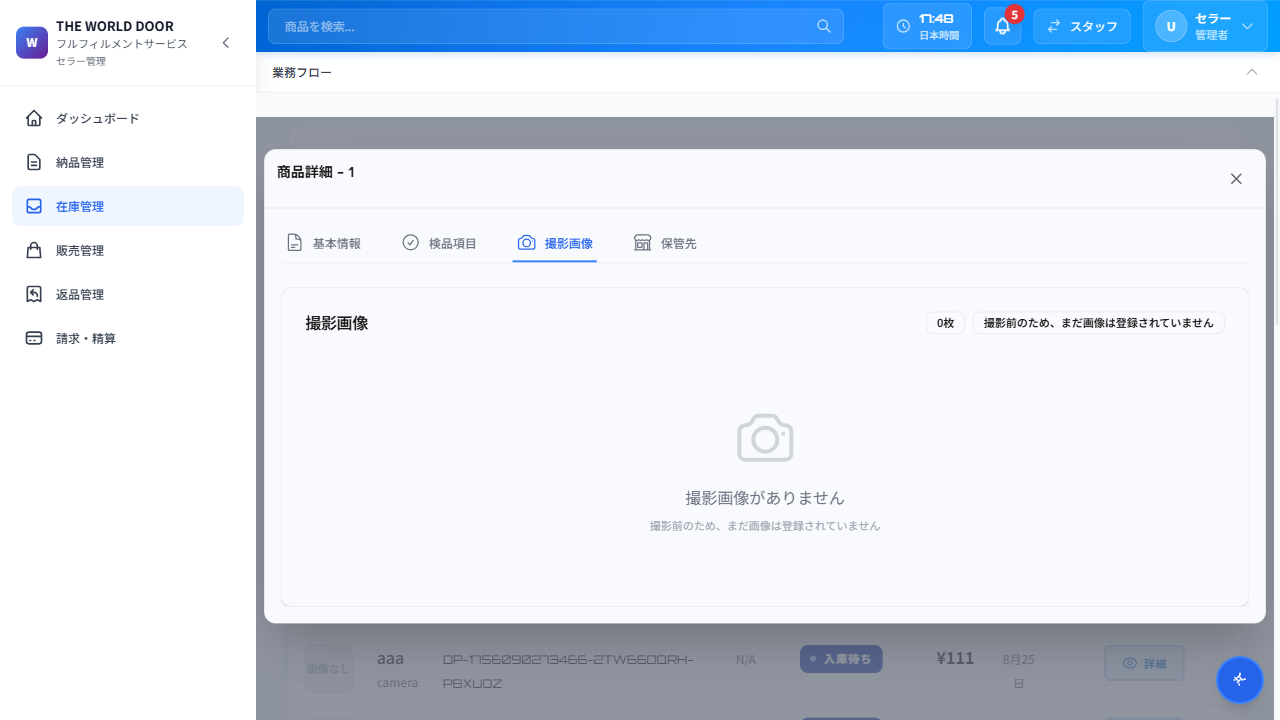 W
THE WORLD DOOR
フルフィルメントサービス
セラー管理
ダッシュボード
納品管理
在庫管理
販売管理
返品管理
請求・精算
商品を検索...
17:48
日本時間
5
スタッフ
U
セラー
管理者
業務フロー
商品詳細 - 1
基本情報
検品項目
撮影画像
保管先
撮影画像
0枚
撮影前のため、まだ画像は登録されていません
撮影画像がありません
撮影前のため、まだ画像は登録されていません
画像なし
aaa
camera
DP-1756090273466-2TW66DQRH-
P8XU0Z
N/A
入庫待ち
¥111
8月25
日
詳細